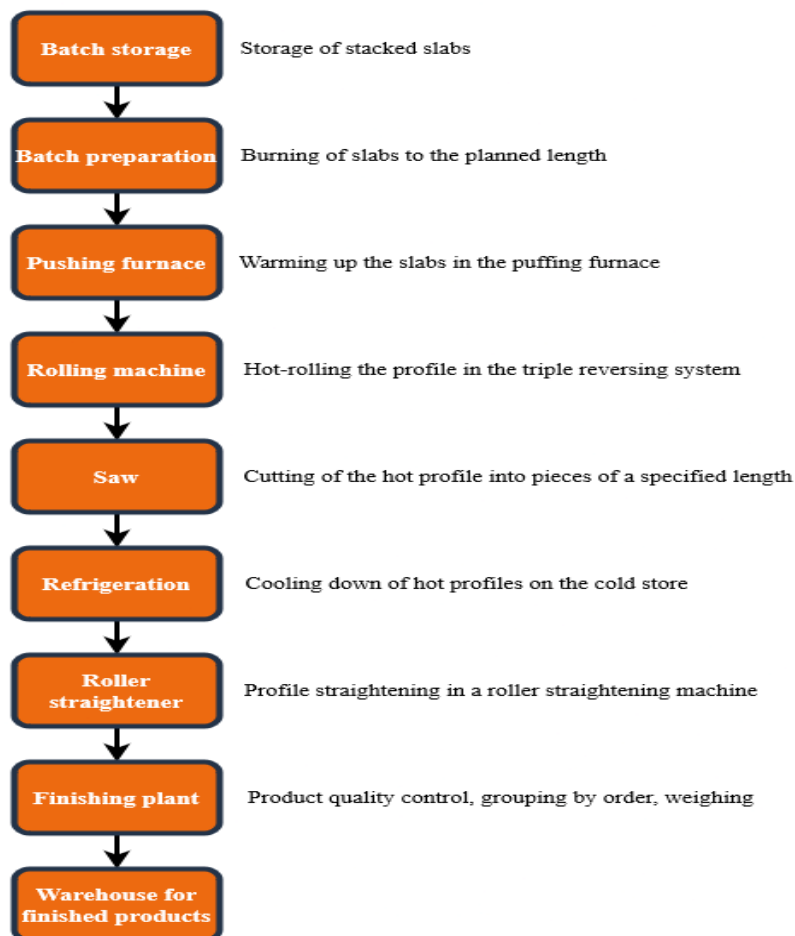 Batch storage
Storage of stacked slabs
Batch preparation
Burning of slabs to the planned length
Pushing furnace
Warming up the slabs in the puffing furnace
Rolling machine
Hot-rolling the profile in the triple reversing system
Saw
Cutting of the hot profile into pieces of a specified length
Refrigeration
Cooling down of hot profiles on the cold store
Roller
straightener
Profile straightening in a roller straightening machine
Finishing plant
Product quality control, grouping by order, weighing
Warehouse for
finished products